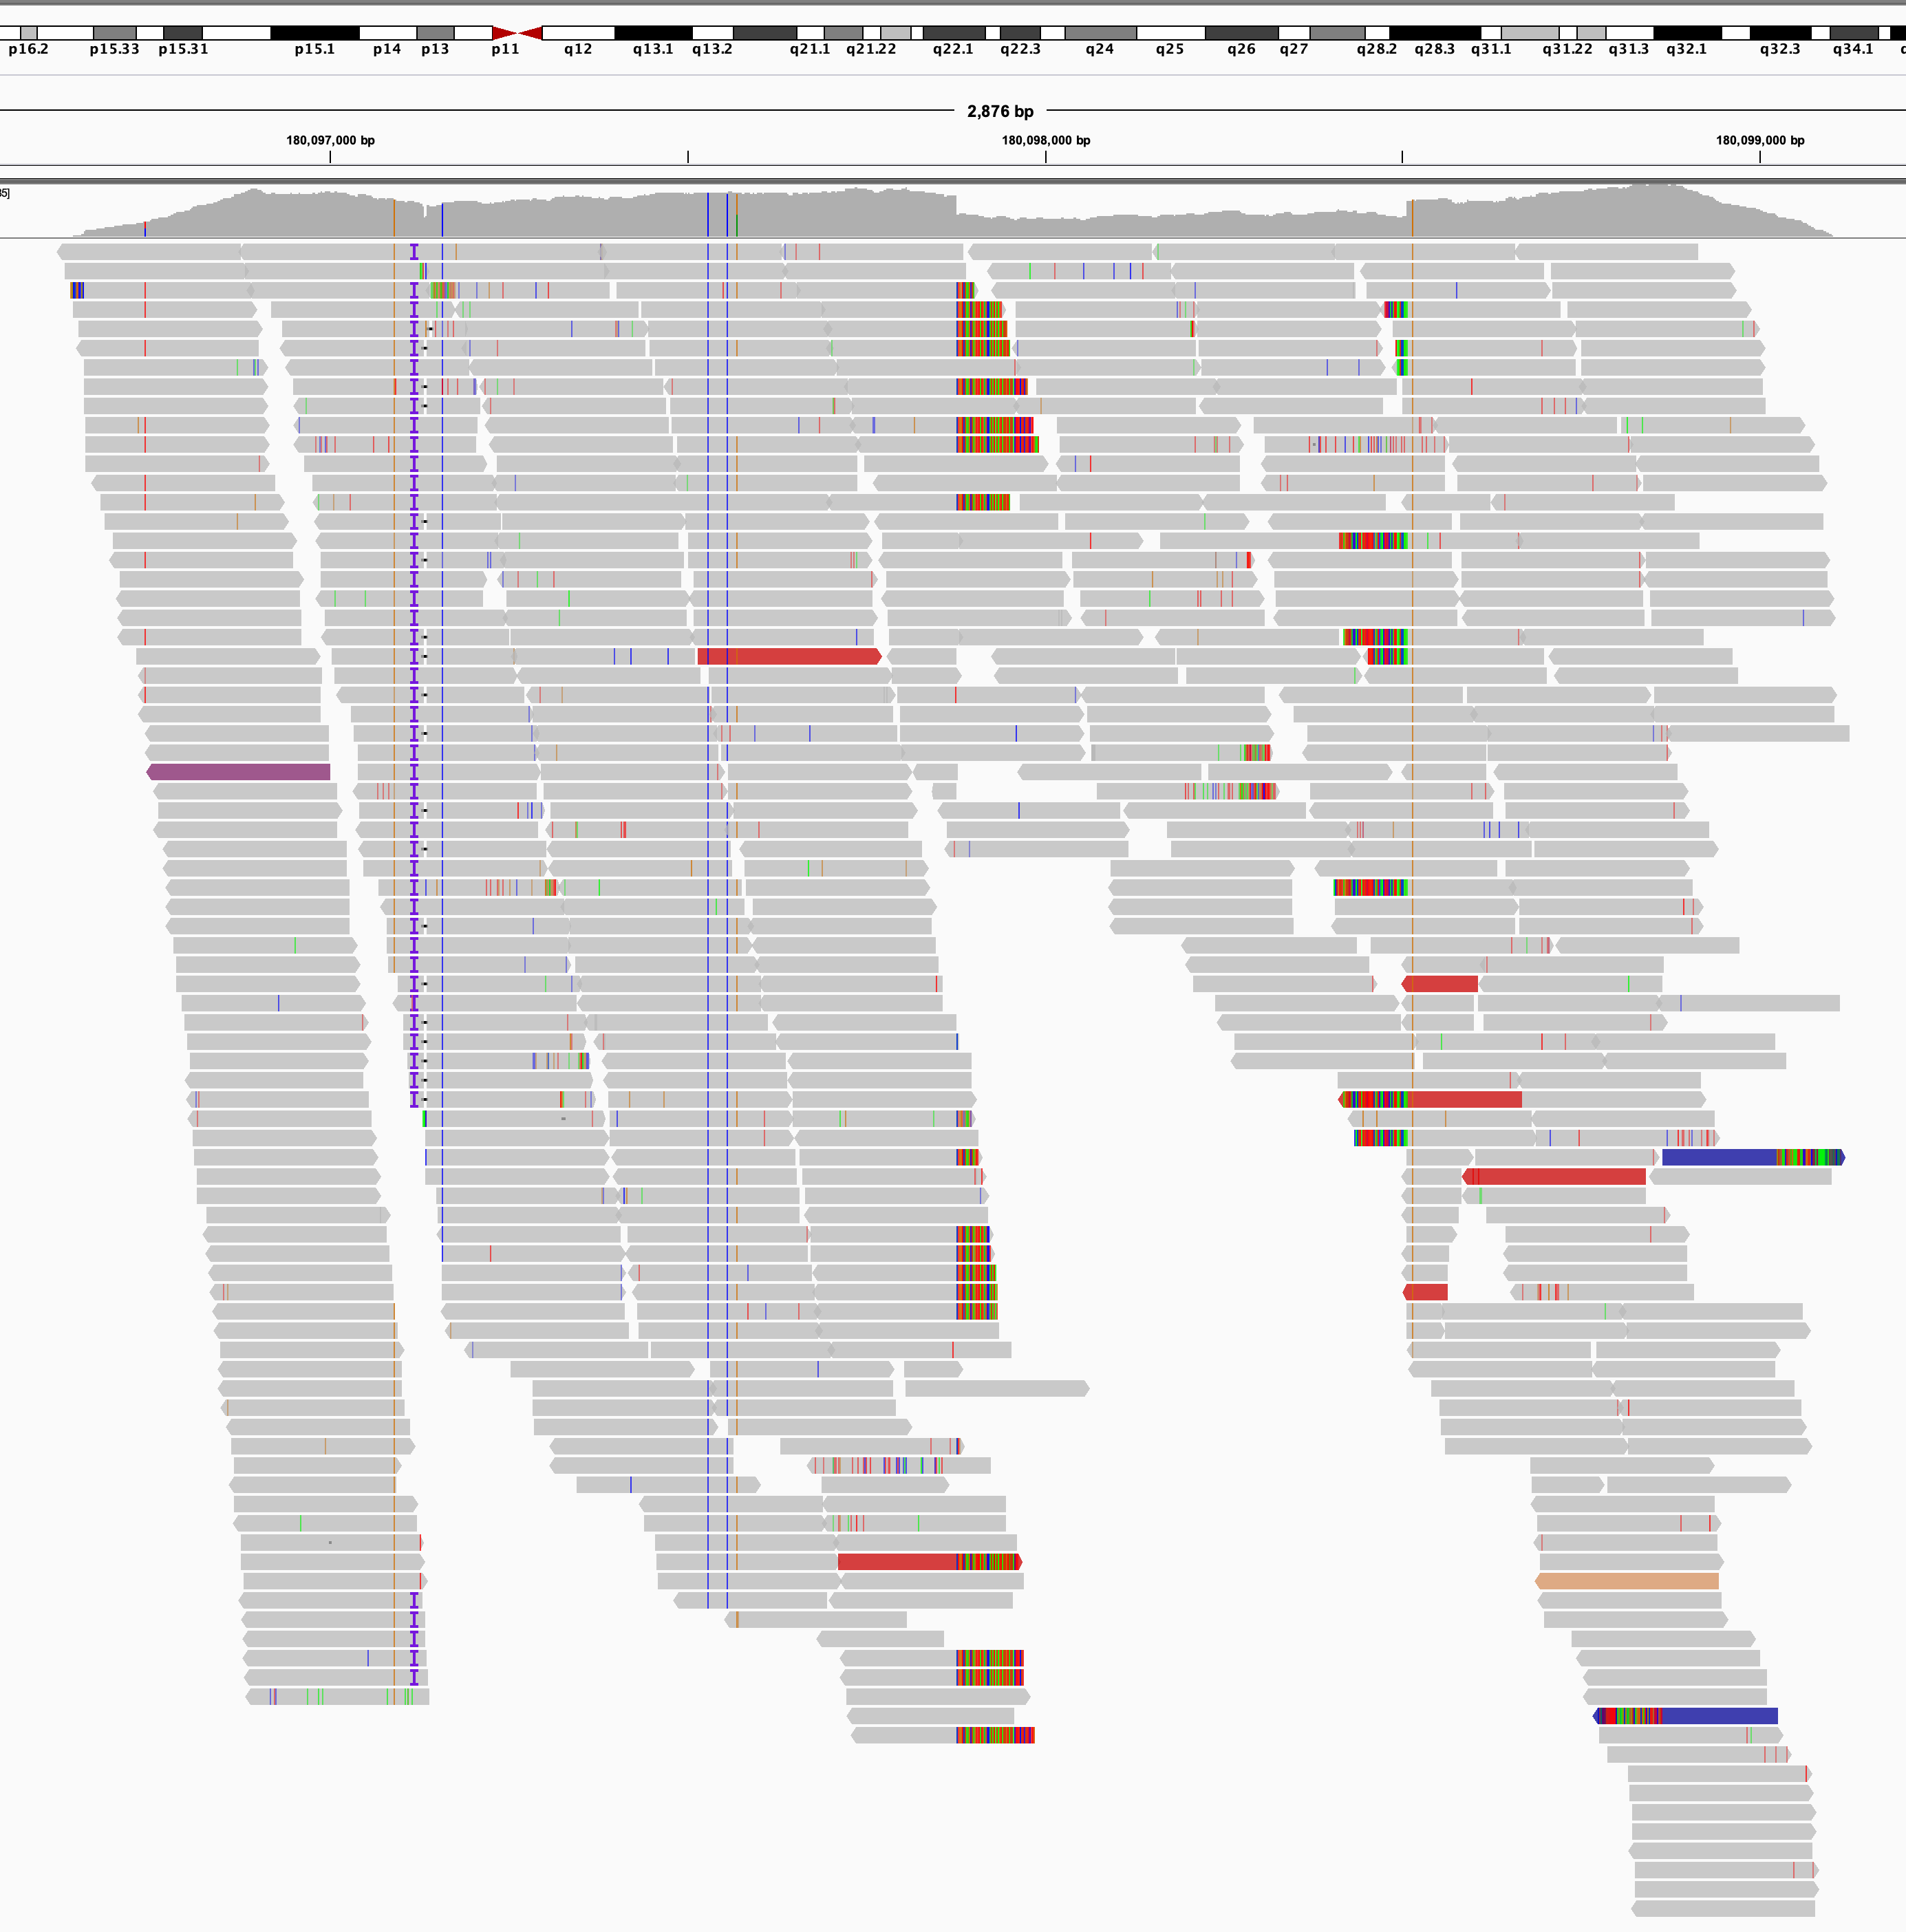 p16.2 p15.33 p15.31 p15.1 p14 p13 p11 q12 q13.1 q13.2 q21.1 q21.22 q22.1 q22.3 q24 q25 q26 q27 q28.2 q28.3 q31.1 q31.22 q31.3 q32.1 q32.3 q34.1
2,876 bp
180,097,000 bp 180,098,000 bp 180,099,000 bp